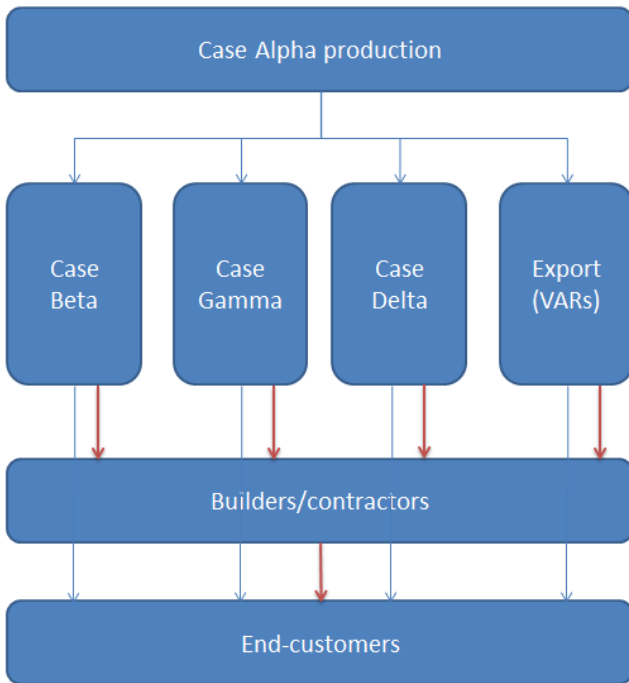 Case Alpha production
Case
Beta
Case
Gamma
Case
Delta
Export
(VARs)
Builders/contractors
End-customers